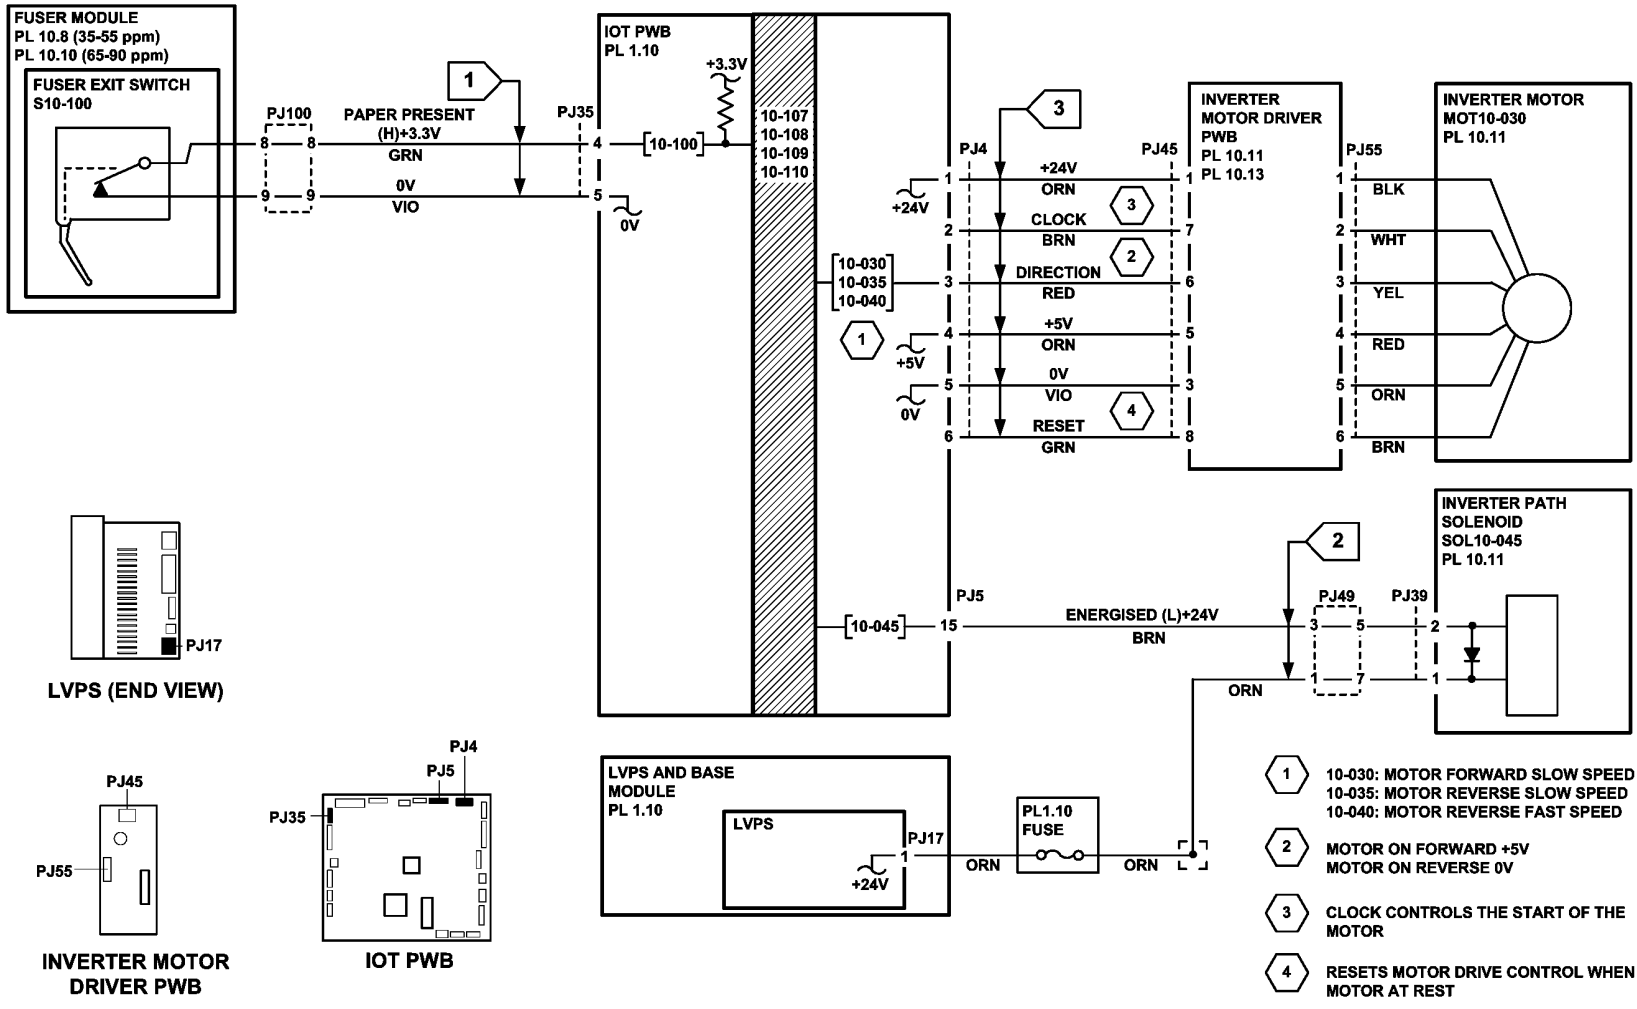 FUSER MODULE
PL 10.8 (35-55 ppm)
PL 10.10 (65-90 ppm)
FUSER EXIT SWITCH
S10-100
PJ100
8
8
9
9
PAPER PRESENT
(H)+3.3V
GRN
0V
VIO
1
PJ35
4
5
IOT PWB
PL 1.10
+3.3V
10-100
0V
10-107
10-108
10-109
10-110
10-030
10-035
10-040
1
+24V
+5V
0V
PJ4
1
2
3
4
5
6
3
+24V
ORN
CLOCK
BRN
DIRECTION
RED
+5V
ORN
0V
VIO
RESET
GRN
3
2
4
PJ45
1
7
6
5
3
8
INVERTER
MOTOR DRIVER
PWB
PL 10.11
PL 10.13
1
2
3
4
5
6
PJ55
BLK
WHT
YEL
RED
ORN
BRN
INVERTER MOTOR
MOT10-030
PL 10.11
10-045
PJ5
15
ENERGISED (L)+24V
BRN
2
ORN
PJ49
3
5
1
7
PJ39
2
1
INVERTER PATH
SOLENOID
SOL10-045
PL 10.11
LVPS AND BASE
MODULE
PL 1.10
LVPS
+24V
PJ17
1
ORN
PL1.10
FUSE
ORN
PJ17
LVPS (END VIEW)
PJ45
PJ55
INVERTER MOTOR
DRIVER PWB
PJ4
PJ5
PJ35
IOT PWB
1
10-030: MOTOR FORWARD SLOW SPEED
10-035: MOTOR REVERSE SLOW SPEED
10-040: MOTOR REVERSE FAST SPEED
2
MOTOR ON FORWARD +5V
MOTOR ON REVERSE 0V
3
CLOCK CONTROLS THE START OF THE
MOTOR
4
RESETS MOTOR DRIVE CONTROL WHEN
MOTOR AT REST